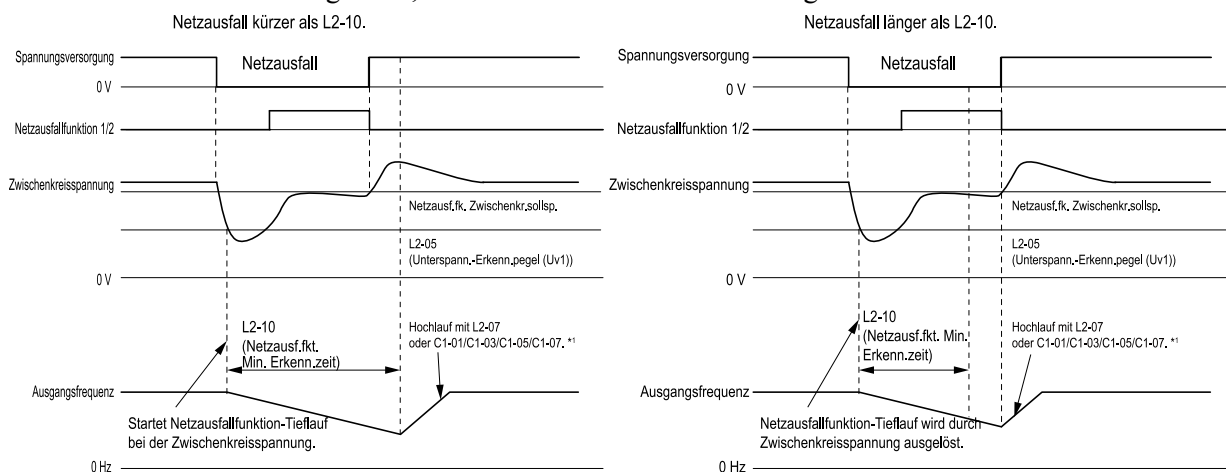 Netzausfall kürzer als L2-10.
Spannungsversorgung
Netzausfall
0 V
Netzausfallfunktion 1/2
Zwischenkreisspannung
Netzausf.fk. Zwischenkr.sollsp.
L2-05
(Unterspann.-Erkenn.pegel (Uv1))
0 V
L2-10
(Netzausf.fkt.
Min. Erkenn.zeit)
Hochlauf mit L2-07
oder C1-01/C1-03/C1-05/C1-07. *1
Ausgangsfrequenz
Startet Netzausfallfunktion-Tieflauf
bei der Zwischenkreisspannung.
0 Hz
Netzausfall länger als L2-10.
Spannungsversorgung
Netzausfall
0 V
Netzausfallfunktion 1/2
Zwischenkreisspannung
Netzausf.fk. Zwischenkr.sollsp.
L2-05
(Unterspann.-Erkenn.pegel (Uv1))
0 V
L2-10
(Netzausf.fkt. Min.
Erkenn.zeit)
Hochlauf mit L2-07
oder C1-01/C1-03/C1-05/C1-07. *1
Ausgangsfrequenz
Netzausfallfunktion-Tieflauf wird durch
Zwischenkreisspannung ausgelöst.
0 Hz